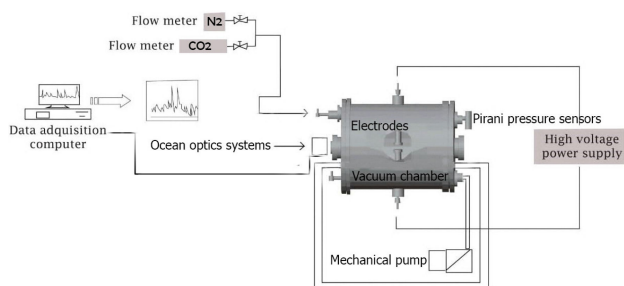 Flow meter N2
Flow meter CO2
Electrodes
Pirani pressure sensors
Data adquisition
computer
Ocean optics systems
High voltage
power supply
Vacuum chamber
Mechanical pump